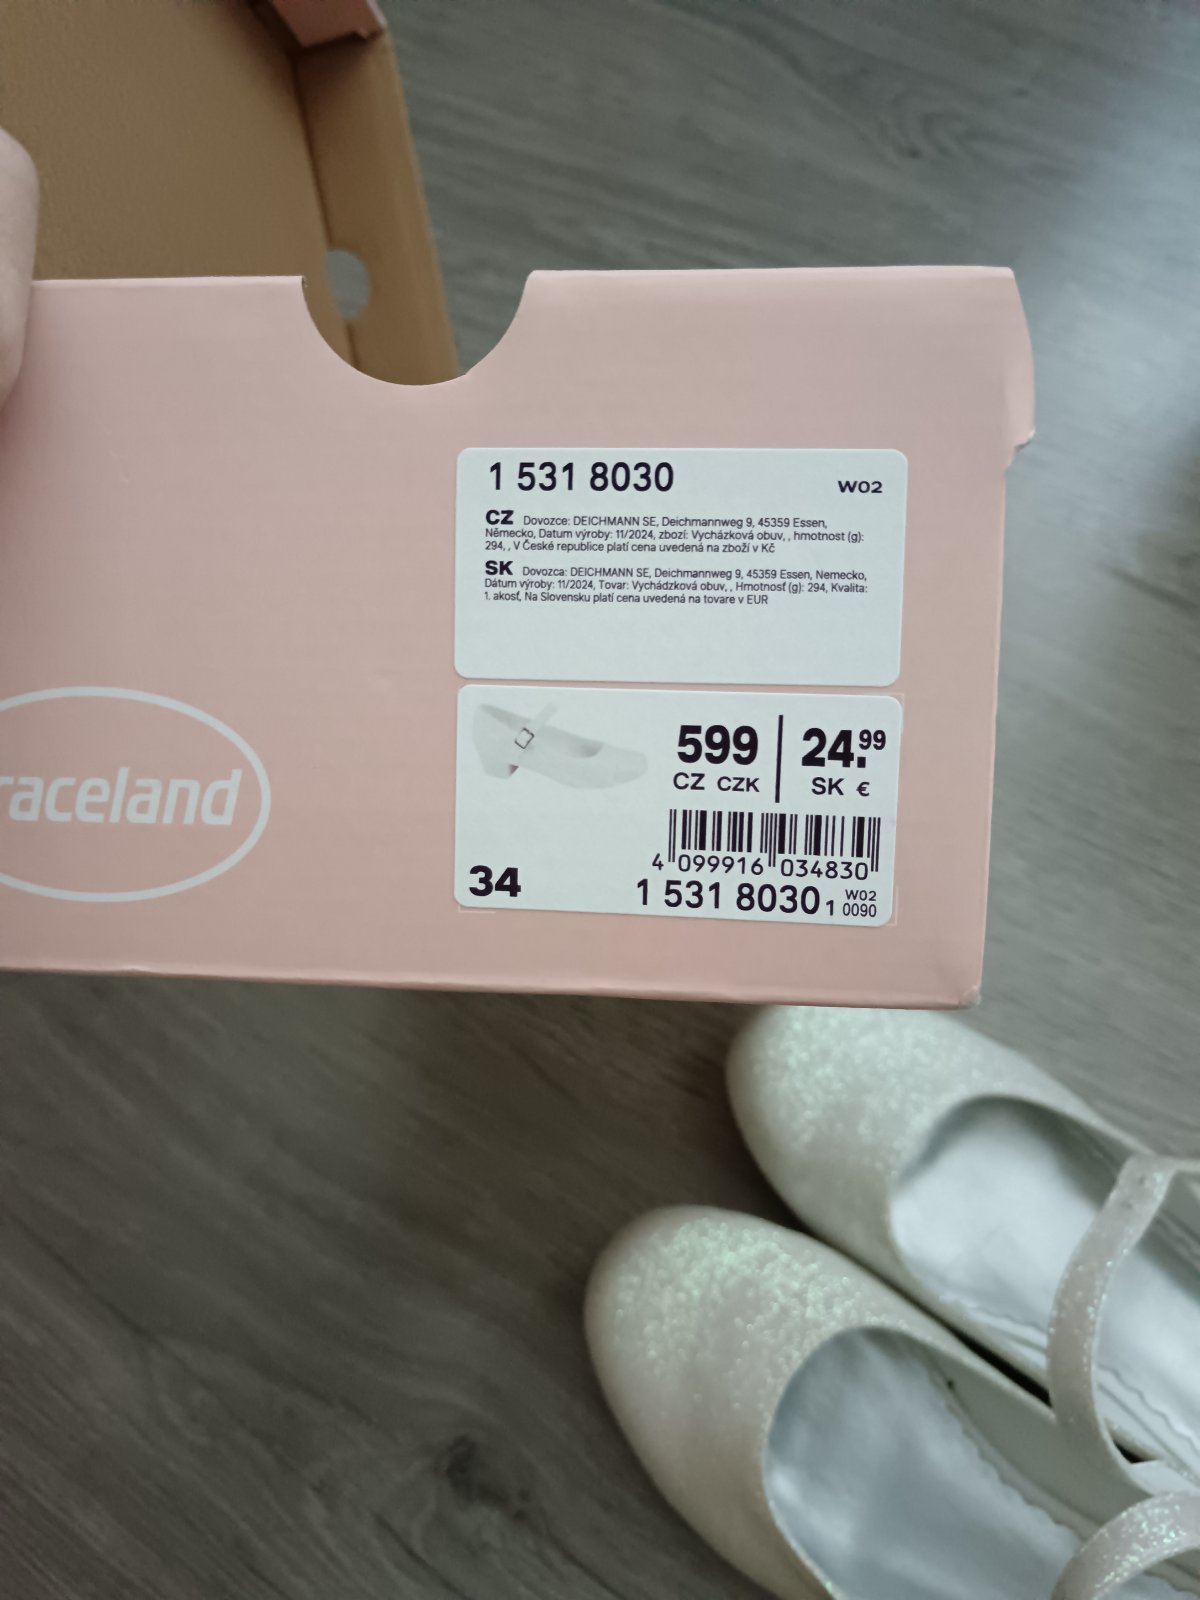 1 531 8030
W02
CZ Dovozce: DEICHMANN SE, Deichmannweg 9, 45359 Essen,
Německo, Datum výroby: 11/2024, zboží: Vycházková obuv, , hmotnost (g):
294, , V České republice platí cena uvedená na zboží v Kč
SK Dovozca: DEICHMANN SE, Deichmannweg 9, 45359 Essen, Nemecko,
Dátum výroby: 11/2024, Tovar: Vychádzková obuv, , Hmotnosť (g): 294, Kvalita:
1. akosť, Na Slovensku platí cena uvedená na tovare v EUR
599 24.99
CZ CZK SK €
raceland
4 099916 034830
34
1 531 8030 1 W02
0090